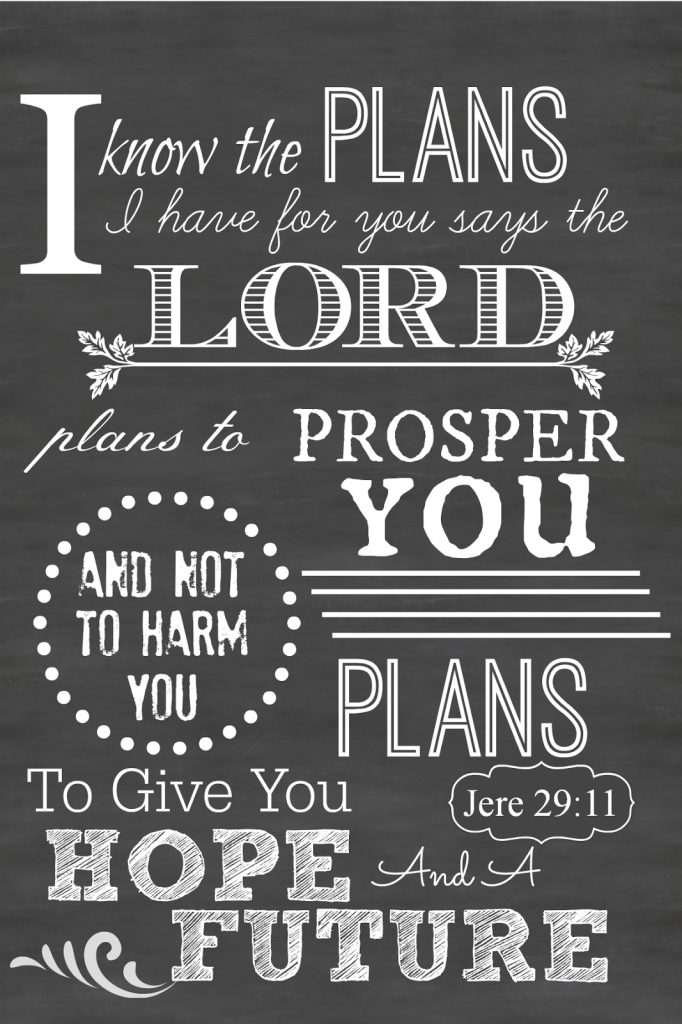 I know the PLANS
I have for you says the
LORD
plans to PROSPER
YOU
AND NOT
TO HARM
YOU
PLANS
To Give You
Jere 29:11
HOPE And A
FUTURE